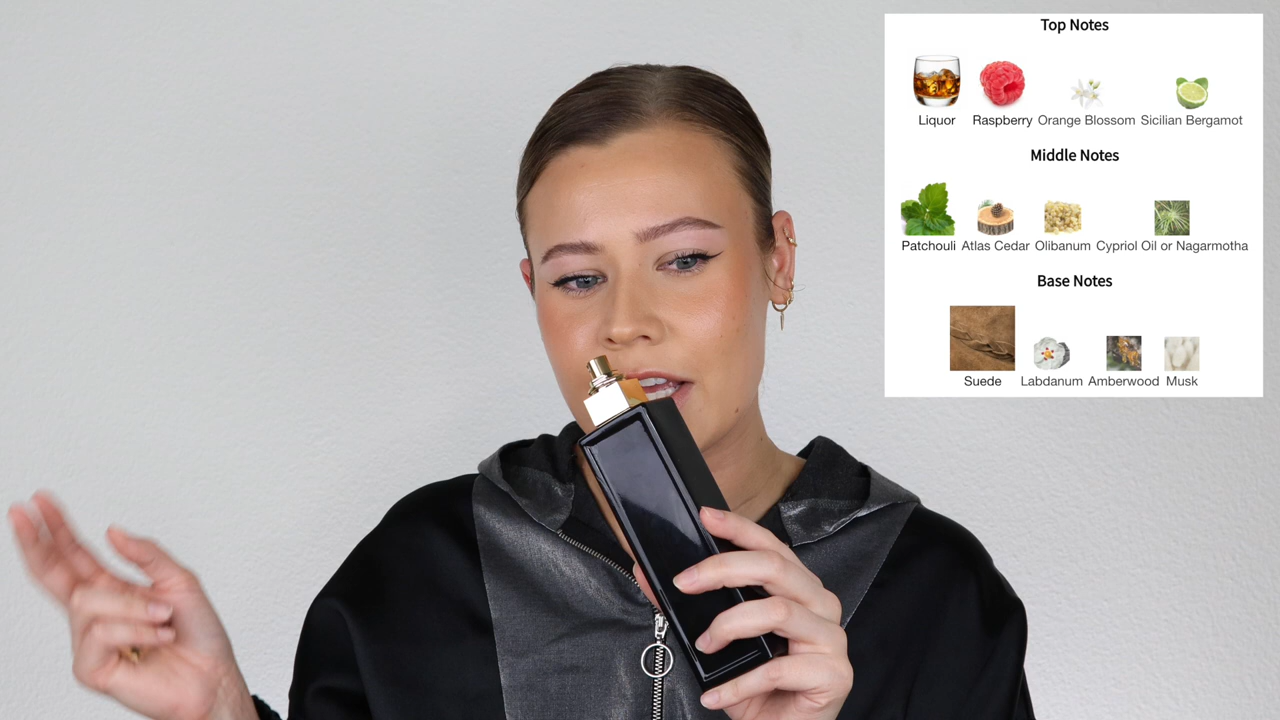 Top Notes
Liquor Raspberry Orange Blossom Sicilian Bergamot
Middle Notes
Patchouli Atlas Cedar Olibanum Cypriol Oil or Nagarmotha
Base Notes
Suede Labdanum Amberwood Musk